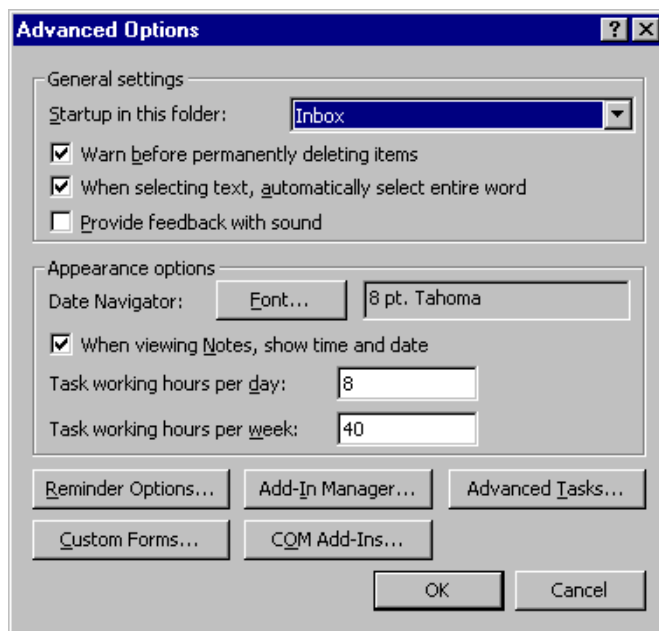 Advanced Options
General settings
Startup in this folder: Inbox
Warn before permanently deleting items
When selecting text, automatically select entire word
Provide feedback with sound
Appearance options
Date Navigator: Font... 8 pt. Tahoma
When viewing Notes, show time and date
Task working hours per day: 8
Task working hours per week: 40
Reminder Options... Add-In Manager... Advanced Tasks...
Custom Forms... COM Add-Ins...
OK Cancel